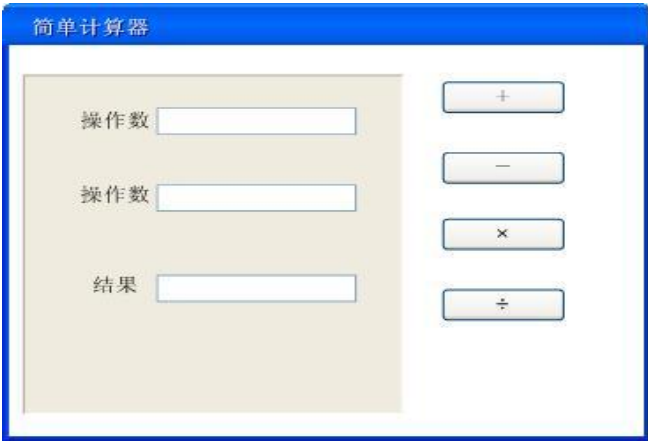 简单计算器
操作数
操作数
结果
+
—
×
÷